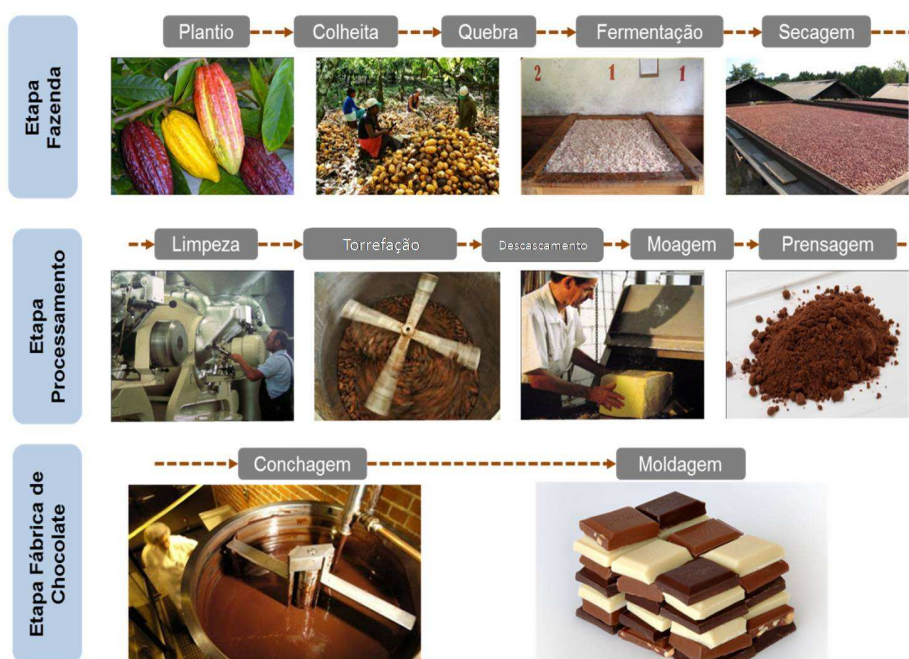 Etapa
Fazenda
Plantio
Colheita
Quebra
Fermentação
Secagem
2
1
1
Etapa
Processamento
Limpeza
Torrefação
Descascamento
Moagem
Prensagem
Etapa Fábrica de
Chocolate
Conchagem
Moldagem